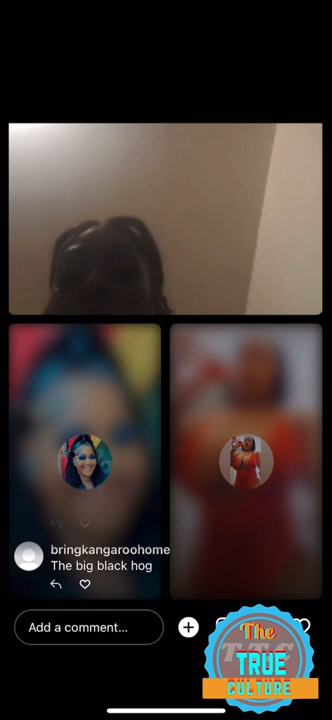 bringkangaroohome
The big black hog
Add a comment...
The
TRUE
CULTURE